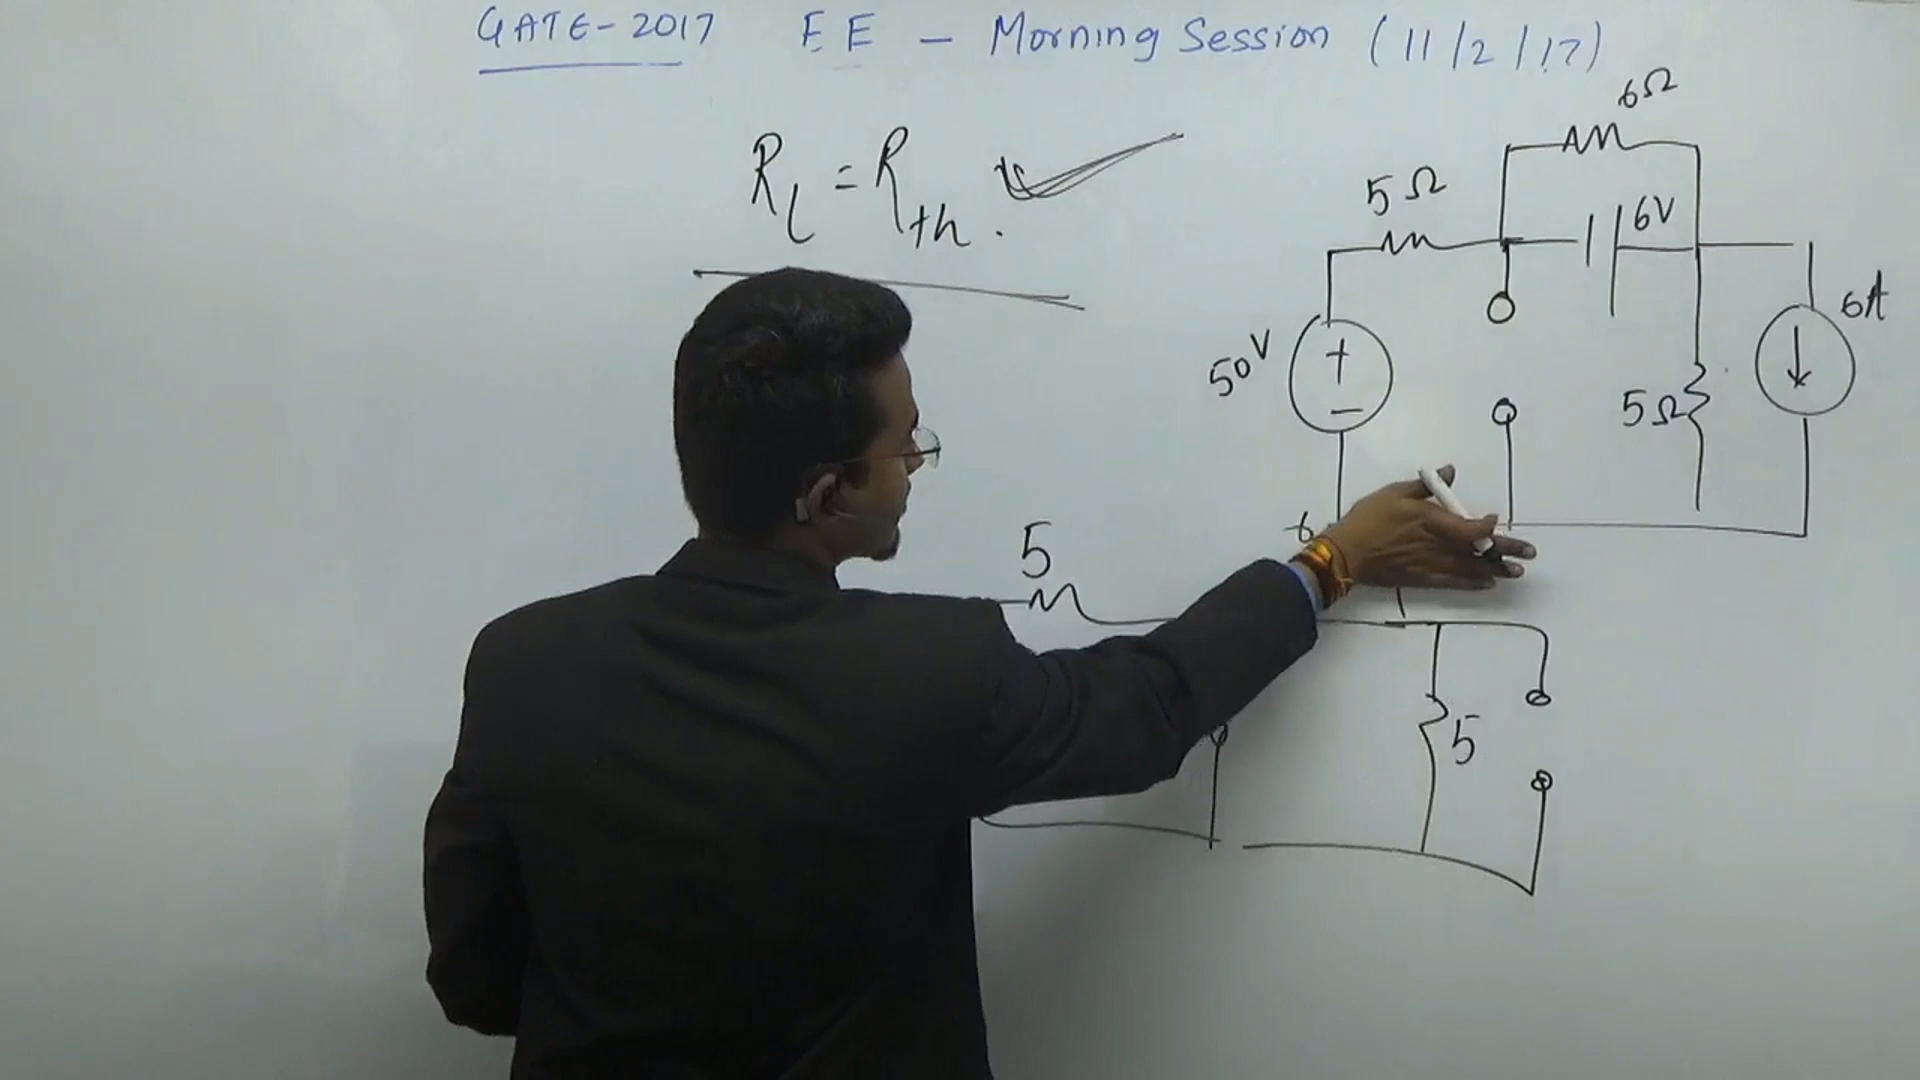 GATE-2017 EE - Morning Session (11/2/17)
6Ω
R_L = R_th.
5Ω
6V
6A
50V
+
-
5Ω
5
5